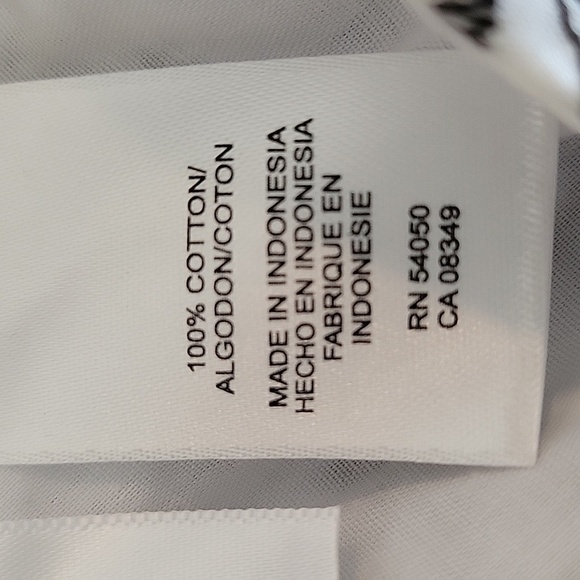 100% COTTON/
ALGODON/COTON
MADE IN INDONESIA
HECHO EN INDONESIA
FABRIQUE EN
INDONESIE
RN 54050
CA 08349